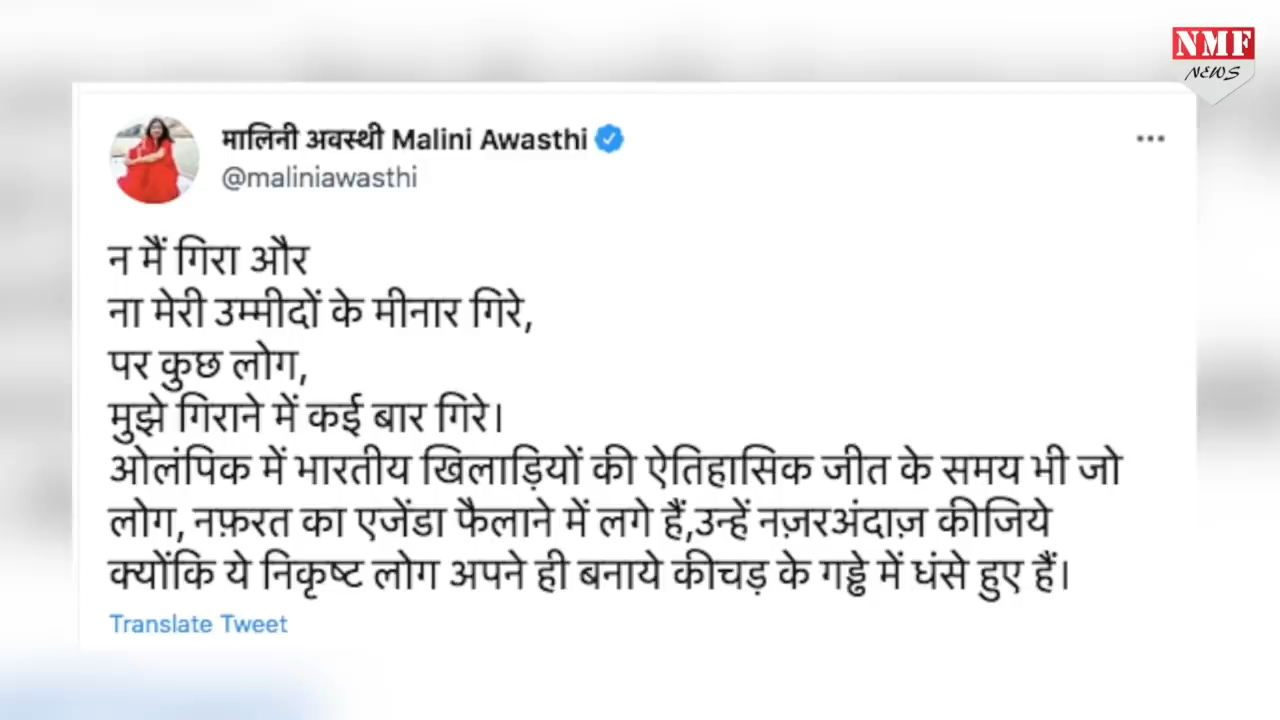 NMF
NEWS
मालिनी अवस्थी Malini Awasthi
@maliniawasthi
न मैं गिरा और
ना मेरी उम्मीदों के मीनार गिरे,
पर कुछ लोग,
मुझे गिराने में कई बार गिरे।
ओलंपिक में भारतीय खिलाड़ियों की ऐतिहासिक जीत के समय भी जो
लोग, नफ़रत का एजेंडा फैलाने में लगे हैं,उन्हें नज़रअंदाज़ कीजिये
क्योंकि ये निकृष्ट लोग अपने ही बनाये कीचड़ के गड्ढे में धंसे हुए हैं।
Translate Tweet